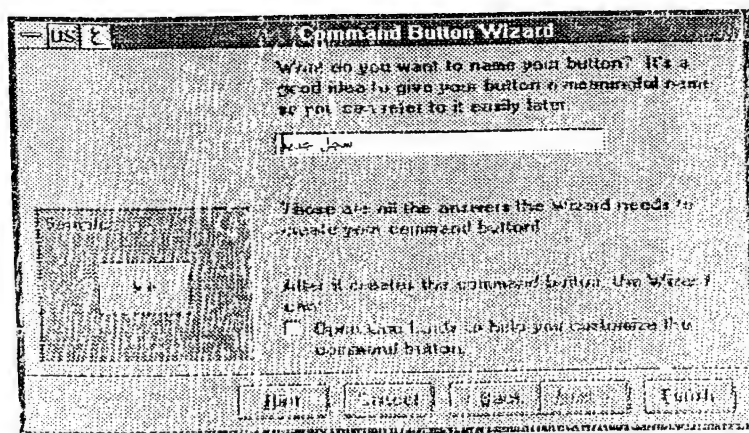 US ع Command Button Wizard
What do you want to name your button? It's a
good idea to give your button a meaningful name
so you can refer to it easily later.
سجل جديد
Those are all the answers the Wizard needs to
create your command button!
Sample:
After it creates the command button, the Wizard
can:
Open Cue Cards to help you customize the
command button.
Hint Cancel < Back Next > Finish